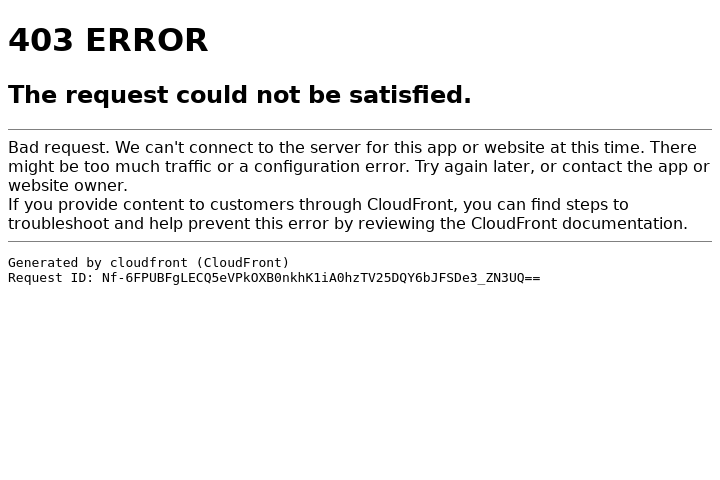 403 ERROR
The request could not be satisfied.
Bad request. We can't connect to the server for this app or website at this time. There
might be too much traffic or a configuration error. Try again later, or contact the app or
website owner.
If you provide content to customers through CloudFront, you can find steps to
troubleshoot and help prevent this error by reviewing the CloudFront documentation.
Generated by cloudfront (CloudFront)
Request ID: Nf-6FPUBFgLECQ5eVPkOXB0nkhK1iA0hzTV25DQY6bJFSDe3_ZN3UQ==